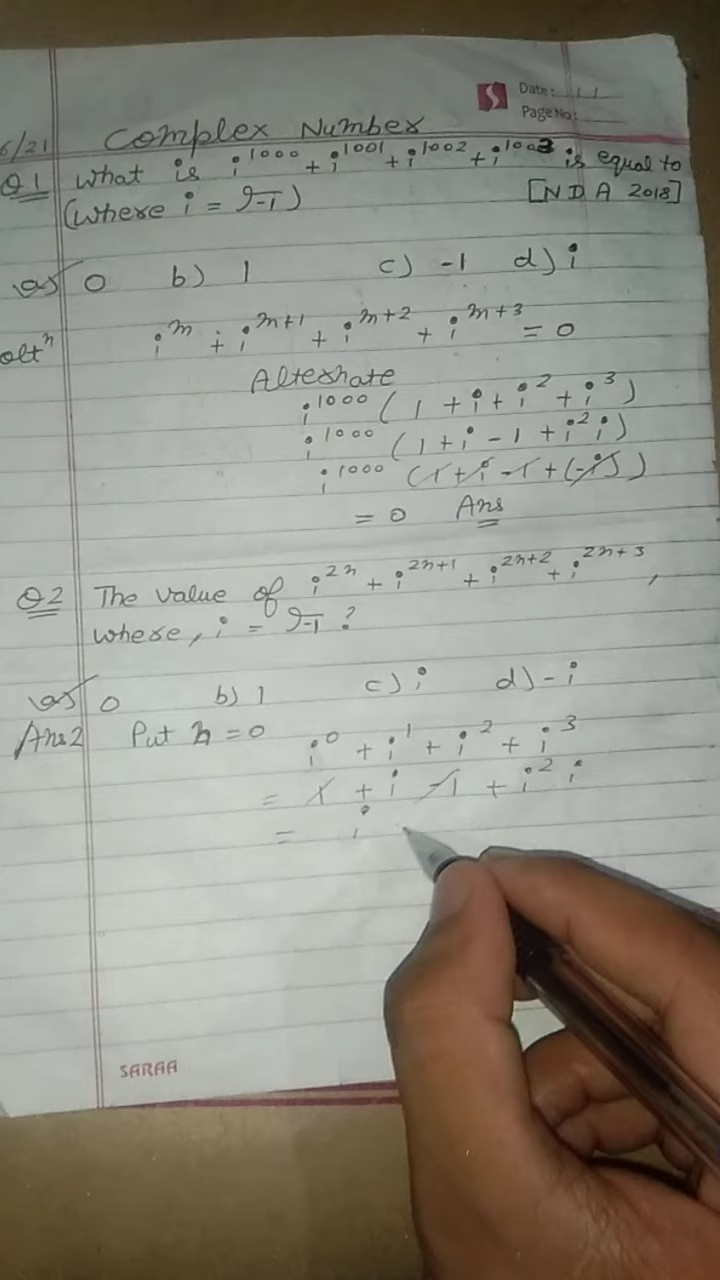 Date: / /
Page No:
6/21 Complex Number
Q1 What is i^1000 + i^1001 + i^1002 + i^1003 is equal to
(where i = √-1) [NDA 2018]
a) 0 b) 1 c) -1 d) i
olt^n i^n + i^n+1 + i^n+2 + i^n+3 = 0
Alternate
i^1000 (1 + i + i^2 + i^3)
i^1000 (1 + i - 1 + i^2 i)
i^1000 (1 + i - 1 + (-i))
= 0 Ans
Q2 The value of i^2n + i^2n+1 + i^2n+2 + i^2n+3,
where, i = √-1 ?
a) 0 b) 1 c) i d) -i
Ans2 Put n = 0 i^0 + i^1 + i^2 + i^3
= 1 + i - 1 + i^2 i
= i
SARAA